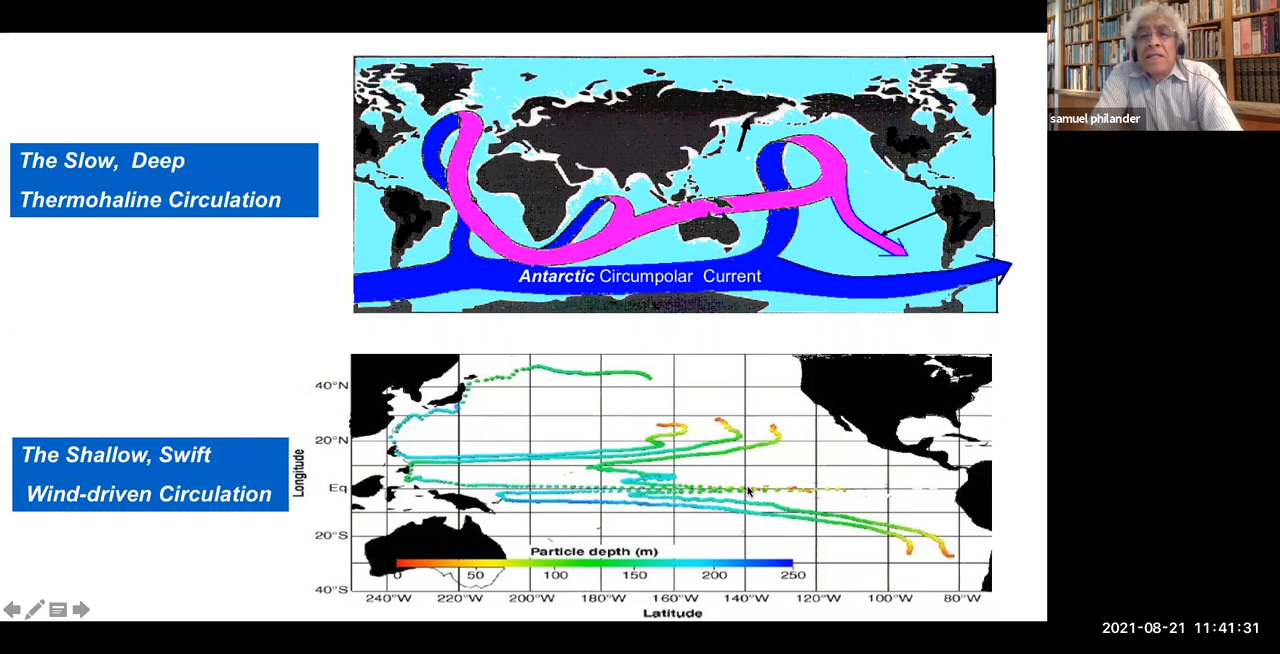 samuel philander
The Slow, Deep
Thermohaline Circulation
Antarctic Circumpolar Current
The Shallow, Swift
Wind-driven Circulation
Longitude
40°N
20°N
Eq
20°S
40°S
Particle depth (m)
0 50 100 150 200 250
240°W 220°W 200°W 180°W 160°W 140°W 120°W 100°W 80°W
Latitude
2021-08-21 11:41:31